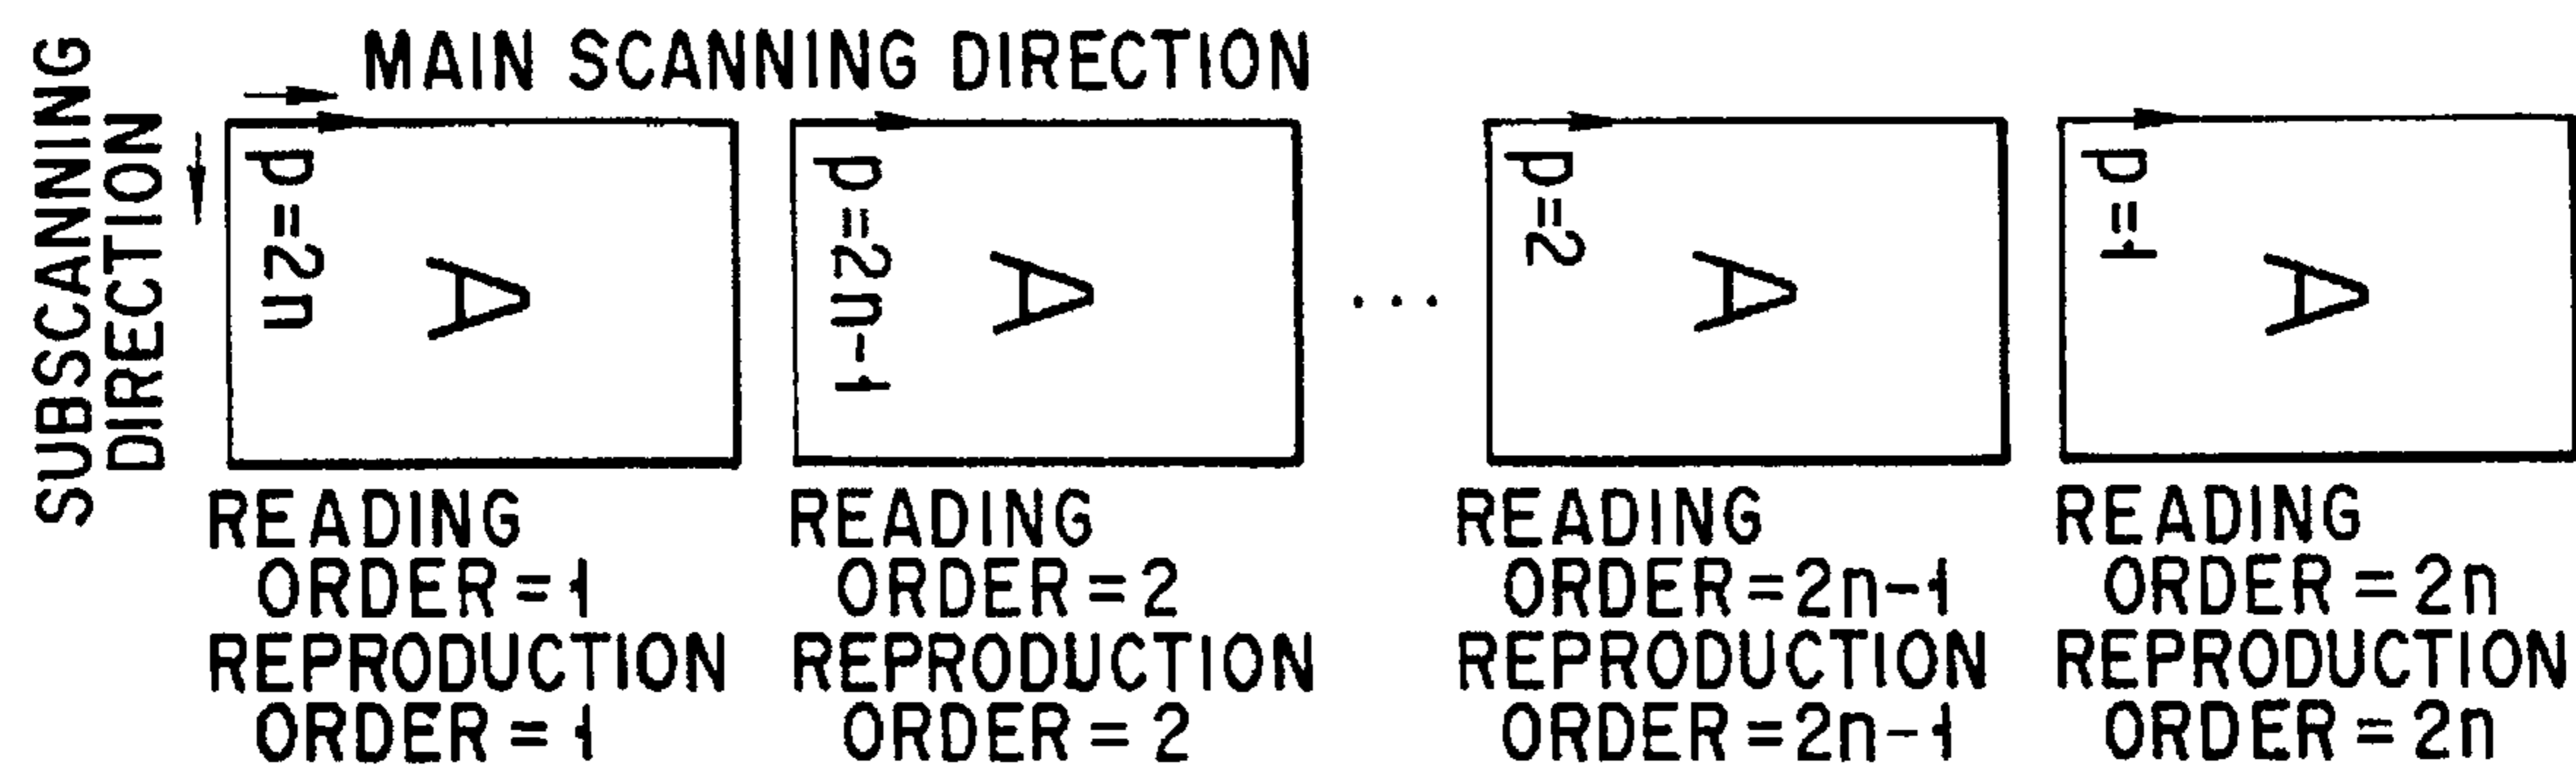 SUBSCANNING
DIRECTION
MAIN SCANNING DIRECTION
p=2n
A
p=2n-1
A
...
p=2
A
p=1
A
READING
ORDER=1
REPRODUCTION
ORDER=1
READING
ORDER=2
REPRODUCTION
ORDER=2
READING
ORDER=2n-1
REPRODUCTION
ORDER=2n-1
READING
ORDER=2n
REPRODUCTION
ORDER=2n